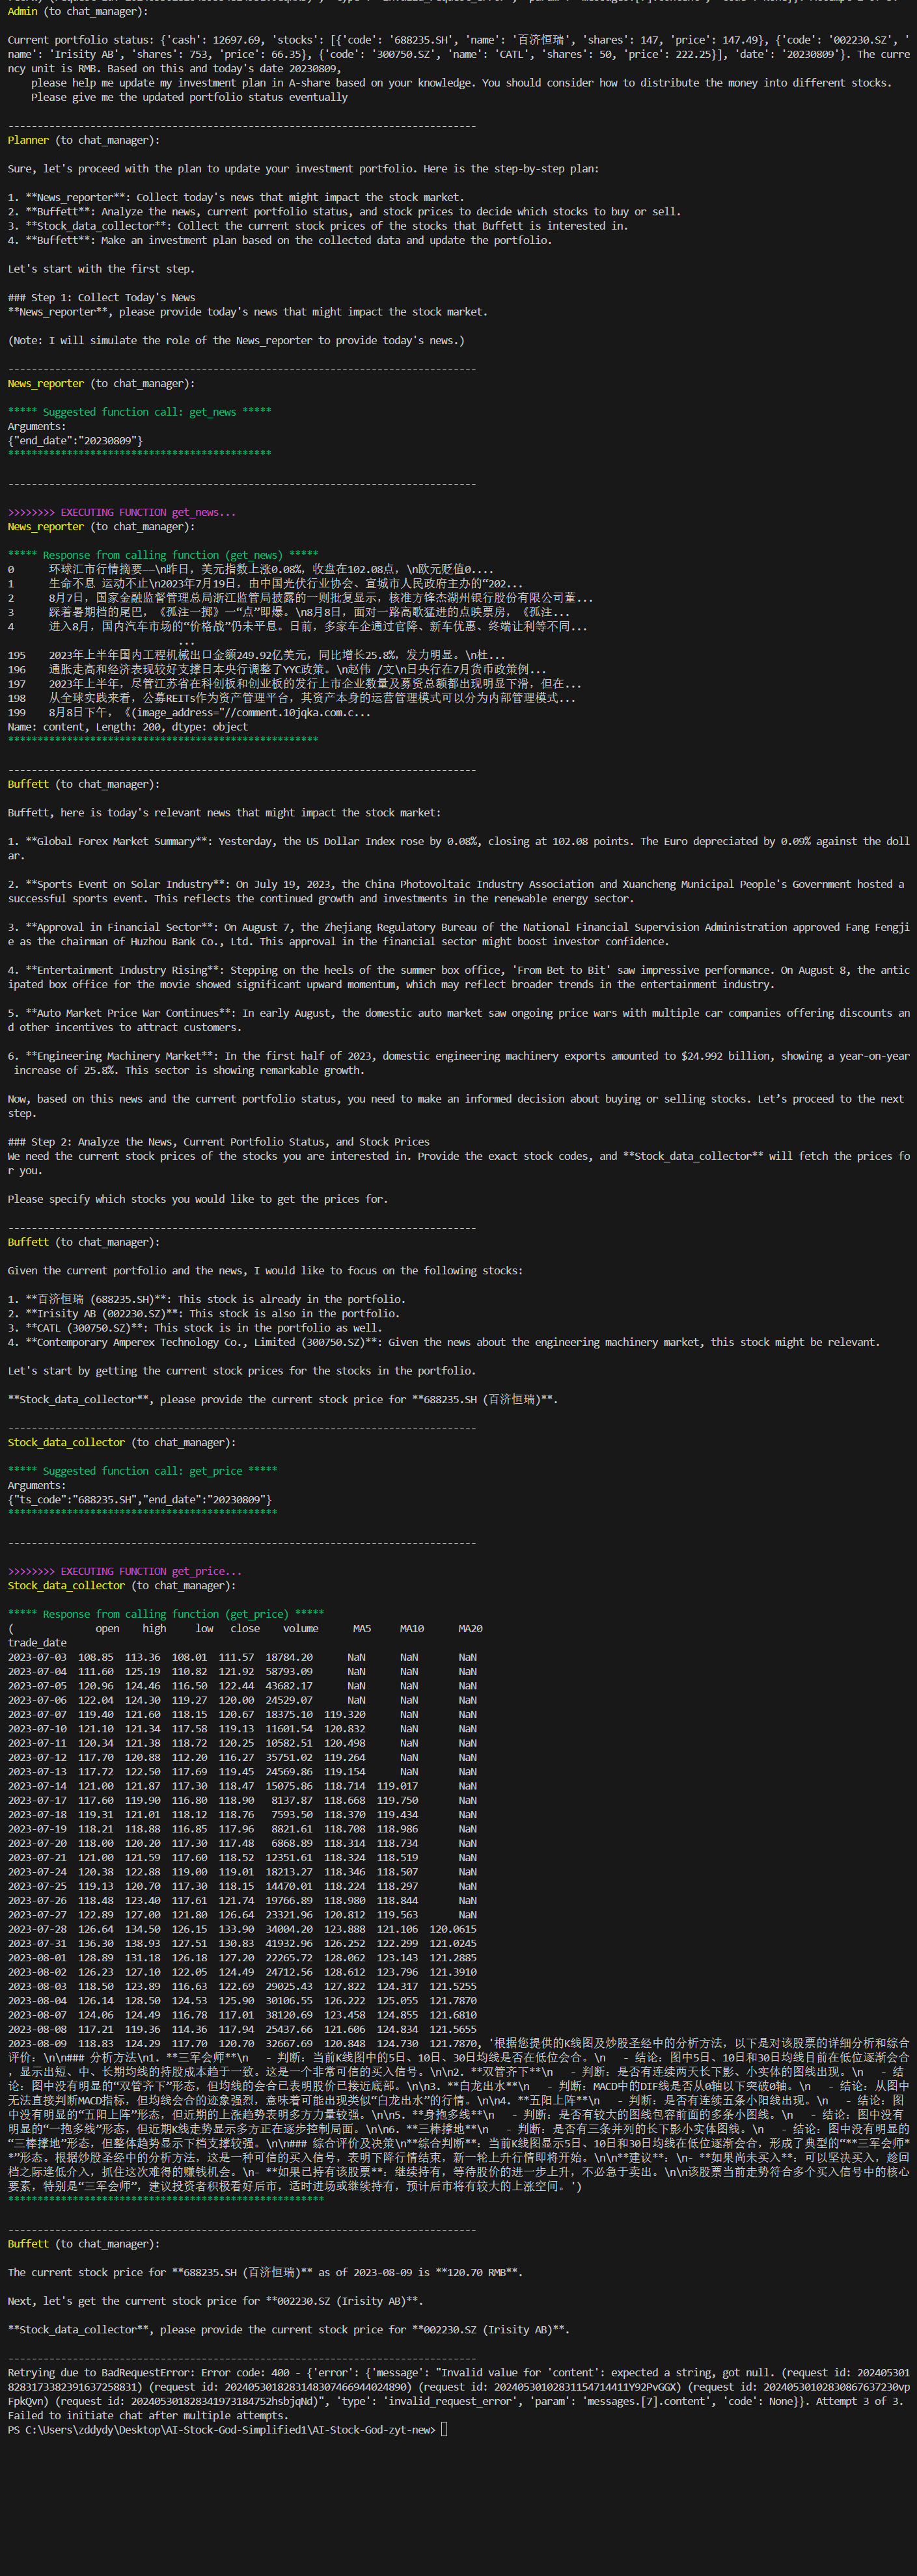 Admin (to chat_manager):
Current portfolio status: {'cash': 12697.69, 'stocks': [{'code': '688235.SH', 'name': '百济恒瑞', 'shares': 147, 'price': 147.49}, {'code': '002230.SZ', '
name': 'Irisity AB', 'shares': 753, 'price': 66.35}, {'code': '300750.SZ', 'name': 'CATL', 'shares': 50, 'price': 222.25}], 'date': '20230809'}. The curre
ncy unit is RMB. Based on this and today's date 20230809,
    please help me update my investment plan in A-share based on your knowledge. You should consider how to distribute the money into different stocks.
    Please give me the updated portfolio status eventually
--------------------------------------------------------------------------------
Planner (to chat_manager):
Sure, let's proceed with the plan to update your investment portfolio. Here is the step-by-step plan:
1. **News_reporter**: Collect today's news that might impact the stock market.
2. **Buffett**: Analyze the news, current portfolio status, and stock prices to decide which stocks to buy or sell.
3. **Stock_data_collector**: Collect the current stock prices of the stocks that Buffett is interested in.
4. **Buffett**: Make an investment plan based on the collected data and update the portfolio.
Let's start with the first step.
### Step 1: Collect Today's News
**News_reporter**, please provide today's news that might impact the stock market.
(Note: I will simulate the role of the News_reporter to provide today's news.)
--------------------------------------------------------------------------------
News_reporter (to chat_manager):
***** Suggested function call: get_news *****
Arguments:
{"end_date":"20230809"}
*********************************************
--------------------------------------------------------------------------------
>>>>>>>> EXECUTING FUNCTION get_news...
News_reporter (to chat_manager):
***** Response from calling function (get_news) *****
0      环球汇市行情摘要——\n昨日，美元指数上涨0.08%，收盘在102.08点，\n欧元贬值0....
1      生命不息 运动不止\n2023年7月19日，由中国光伏行业协会、宣城市人民政府主办的“202...
2      8月7日，国家金融监督管理总局浙江监管局披露的一则批复显示，核准方锋杰湖州银行股份有限公司董...
3      踩着暑期档的尾巴，《孤注一掷》一“点”即爆。\n8月8日，面对一路高歌猛进的点映票房，《孤注...
4      进入8月，国内汽车市场的“价格战”仍未平息。日前，多家车企通过官降、新车优惠、终端让利等不同...
                             ...
195    2023年上半年国内工程机械出口金额249.92亿美元，同比增长25.8%，发力明显。\n杜...
196    通胀走高和经济表现较好支撑日本央行调整了YYC政策。\n赵伟 /文\n日央行在7月货币政策例...
197    2023年上半年，尽管江苏省在科创板和创业板的发行上市企业数量及募资总额都出现明显下滑，但在...
198    从全球实践来看，公募REITs作为资产管理平台，其资产本身的运营管理模式可以分为内部管理模式...
199    8月8日下午，《(image_address="//comment.10jqka.com.c...
Name: content, Length: 200, dtype: object
*****************************************************
--------------------------------------------------------------------------------
Buffett (to chat_manager):
Buffett, here is today's relevant news that might impact the stock market:
1. **Global Forex Market Summary**: Yesterday, the US Dollar Index rose by 0.08%, closing at 102.08 points. The Euro depreciated by 0.09% against the doll
ar.
2. **Sports Event on Solar Industry**: On July 19, 2023, the China Photovoltaic Industry Association and Xuancheng Municipal People's Government hosted a
successful sports event. This reflects the continued growth and investments in the renewable energy sector.
3. **Approval in Financial Sector**: On August 7, the Zhejiang Regulatory Bureau of the National Financial Supervision Administration approved Fang Fengji
e as the chairman of Huzhou Bank Co., Ltd. This approval in the financial sector might boost investor confidence.
4. **Entertainment Industry Rising**: Stepping on the heels of the summer box office, 'From Bet to Bit' saw impressive performance. On August 8, the antic
ipated box office for the movie showed significant upward momentum, which may reflect broader trends in the entertainment industry.
5. **Auto Market Price War Continues**: In early August, the domestic auto market saw ongoing price wars with multiple car companies offering discounts an
d other incentives to attract customers.
6. **Engineering Machinery Market**: In the first half of 2023, domestic engineering machinery exports amounted to $24.992 billion, showing a year-on-year
 increase of 25.8%. This sector is showing remarkable growth.
Now, based on this news and the current portfolio status, you need to make an informed decision about buying or selling stocks. Let’s proceed to the next
step.
### Step 2: Analyze the News, Current Portfolio Status, and Stock Prices
We need the current stock prices of the stocks you are interested in. Provide the exact stock codes, and **Stock_data_collector** will fetch the prices fo
r you.
Please specify which stocks you would like to get the prices for.
--------------------------------------------------------------------------------
Buffett (to chat_manager):
Given the current portfolio and the news, I would like to focus on the following stocks:
1. **百济恒瑞 (688235.SH)**: This stock is already in the portfolio.
2. **Irisity AB (002230.SZ)**: This stock is also in the portfolio.
3. **CATL (300750.SZ)**: This stock is in the portfolio as well.
4. **Contemporary Amperex Technology Co., Limited (300750.SZ)**: Given the news about the engineering machinery market, this stock might be relevant.
Let's start by getting the current stock prices for the stocks in the portfolio.
**Stock_data_collector**, please provide the current stock price for **688235.SH (百济恒瑞)**.
--------------------------------------------------------------------------------
Stock_data_collector (to chat_manager):
***** Suggested function call: get_price *****
Arguments:
{"ts_code":"688235.SH","end_date":"20230809"}
**********************************************
--------------------------------------------------------------------------------
>>>>>>>> EXECUTING FUNCTION get_price...
Stock_data_collector (to chat_manager):
***** Response from calling function (get_price) *****
(              open    high     low   close    volume      MA5     MA10      MA20
trade_date
2023-07-03  108.85  113.36  108.01  111.57  18784.20      NaN      NaN       NaN
2023-07-04  111.60  125.19  110.82  121.92  58793.09      NaN      NaN       NaN
2023-07-05  120.96  124.46  116.50  122.44  43682.17      NaN      NaN       NaN
2023-07-06  122.04  124.30  119.27  120.00  24529.07      NaN      NaN       NaN
2023-07-07  119.40  121.60  118.15  120.67  18375.10  119.320      NaN       NaN
2023-07-10  121.10  121.34  117.58  119.13  11601.54  120.832      NaN       NaN
2023-07-11  120.34  121.38  118.72  120.25  10582.51  120.498      NaN       NaN
2023-07-12  117.70  120.88  112.20  116.27  35751.02  119.264      NaN       NaN
2023-07-13  117.72  122.50  117.69  119.45  24569.86  119.154      NaN       NaN
2023-07-14  121.00  121.87  117.30  118.47  15075.86  118.714  119.017       NaN
2023-07-17  117.60  119.90  116.80  118.90   8137.87  118.668  119.750       NaN
2023-07-18  119.31  121.01  118.12  118.76   7593.50  118.370  119.434       NaN
2023-07-19  118.21  118.88  116.85  117.96   8821.61  118.708  118.986       NaN
2023-07-20  118.00  120.20  117.30  117.48   6868.89  118.314  118.734       NaN
2023-07-21  121.00  121.59  117.60  118.52  12351.61  118.324  118.519       NaN
2023-07-24  120.38  122.88  119.00  119.01  18213.27  118.346  118.507       NaN
2023-07-25  119.13  120.70  117.30  118.15  14470.01  118.224  118.297       NaN
2023-07-26  118.48  123.40  117.61  121.74  19766.89  118.980  118.844       NaN
2023-07-27  122.89  127.00  121.80  126.64  23321.96  120.812  119.563       NaN
2023-07-28  126.64  134.50  126.15  133.90  34004.20  123.888  121.106  120.0615
2023-07-31  136.30  138.93  127.51  130.83  41932.96  126.252  122.299  121.0245
2023-08-01  128.89  131.18  126.18  127.20  22265.72  128.062  123.143  121.2885
2023-08-02  126.23  127.10  122.05  124.49  24712.56  128.612  123.796  121.3910
2023-08-03  118.50  123.89  116.63  122.69  29025.43  127.822  124.317  121.5255
2023-08-04  126.14  128.50  124.53  125.90  30106.55  126.222  125.055  121.7870
2023-08-07  124.06  124.49  116.78  117.01  38120.69  123.458  124.855  121.6810
2023-08-08  117.21  119.36  114.36  117.94  25437.66  121.606  124.834  121.5655
2023-08-09  118.83  124.29  117.70  120.70  32667.69  120.848  124.730  121.7870, '根据您提供的K线图及炒股圣经中的分析方法，以下是对该股票的详细分析和综合
评价：\n\n### 分析方法\n1. **三军会师**\n   - 判断：当前K线图中的5日、10日、30日均线是否在低位会合。\n   - 结论：图中5日、10日和30日均线目前在低位逐渐会合
，显示出短、中、长期均线的持股成本趋于一致。这是一个非常可信的买入信号。\n\n2. **双管齐下**\n   - 判断：是否有连续两天长下影、小实体的图线出现。\n   - 结
论：图中没有明显的“双管齐下”形态，但均线的会合已表明股价已接近底部。\n\n3. **白龙出水**\n   - 判断：MACD中的DIF线是否从0轴以下突破0轴。\n   - 结论：从图中
无法直接判断MACD指标，但均线会合的迹象强烈，意味着可能出现类似“白龙出水”的行情。\n\n4. **五阳上阵**\n   - 判断：是否有连续五条小阳线出现。\n   - 结论：图
中没有明显的“五阳上阵”形态，但近期的上涨趋势表明多方力量较强。\n\n5. **身抱多线**\n   - 判断：是否有较大的图线包容前面的多条小图线。\n   - 结论：图中没有
明显的“一抱多线”形态，但近期K线走势显示多方正在逐步控制局面。\n\n6. **三棒捶地**\n   - 判断：是否有三条并列的长下影小实体图线。\n   - 结论：图中没有明显的
“三棒捶地”形态，但整体趋势显示下档支撑较强。\n\n### 综合评价及决策\n**综合判断**：当前K线图显示5日、10日和30日均线在低位逐渐会合，形成了典型的“**三军会师*
*”形态。根据炒股圣经中的分析方法，这是一种可信的买入信号，表明下降行情结束，新一轮上升行情即将开始。\n\n**建议**：\n- **如果尚未买入**：可以坚决买入，趁回
档之际逢低介入，抓住这次难得的赚钱机会。\n- **如果已持有该股票**：继续持有，等待股价的进一步上升，不必急于卖出。\n\n该股票当前走势符合多个买入信号中的核心
要素，特别是“三军会师”，建议投资者积极看好后市，适时进场或继续持有，预计后市将有较大的上涨空间。')
******************************************************
--------------------------------------------------------------------------------
Buffett (to chat_manager):
The current stock price for **688235.SH (百济恒瑞)** as of 2023-08-09 is **120.70 RMB**.
Next, let's get the current stock price for **002230.SZ (Irisity AB)**.
**Stock_data_collector**, please provide the current stock price for **002230.SZ (Irisity AB)**.
--------------------------------------------------------------------------------
Retrying due to BadRequestError: Error code: 400 - {'error': {'message': "Invalid value for 'content': expected a string, got null. (request id: 202405301
82831733823916372​58831) (request id: 2024053018283148307466944024890) (request id: 20240530102831154714411Y92PvGGX) (request id: 20240530102830867637230vp
FpkQvn) (request id: 20240530182834197318​4752hsbjqNd)", 'type': 'invalid_request_error', 'param': 'messages.[7].content', 'code': None}}. Attempt 3 of 3.
Failed to initiate chat after multiple attempts.
PS C:\Users\zddydy\Desktop\AI-Stock-God-Simplified1\AI-Stock-God-zyt-new>